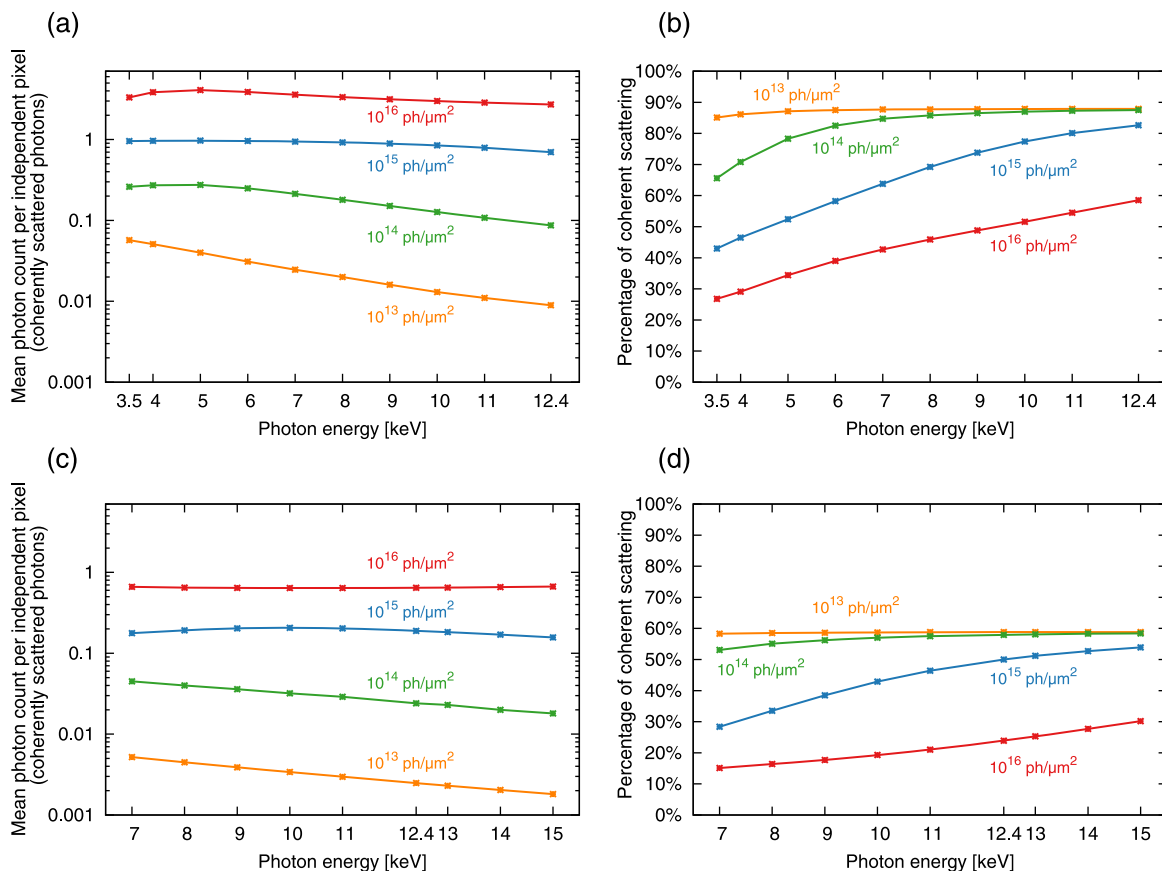 (a)
Mean photon count per independent pixel
(coherently scattered photons)
1
0.1
0.01
0.001
10^16 ph/µm^2
10^15 ph/µm^2
10^14 ph/µm^2
10^13 ph/µm^2
3.5 4 5 6 7 8 9 10 11 12.4
Photon energy [keV]
(b)
Percentage of coherent scattering
100%
90%
80%
70%
60%
50%
40%
30%
20%
10%
0%
10^13 ph/µm^2
10^14 ph/µm^2
10^15 ph/µm^2
10^16 ph/µm^2
3.5 4 5 6 7 8 9 10 11 12.4
Photon energy [keV]
(c)
Mean photon count per independent pixel
(coherently scattered photons)
1
0.1
0.01
0.001
10^16 ph/µm^2
10^15 ph/µm^2
10^14 ph/µm^2
10^13 ph/µm^2
7 8 9 10 11 12.4 13 14 15
Photon energy [keV]
(d)
Percentage of coherent scattering
100%
90%
80%
70%
60%
50%
40%
30%
20%
10%
0%
10^13 ph/µm^2
10^14 ph/µm^2
10^15 ph/µm^2
10^16 ph/µm^2
7 8 9 10 11 12.4 13 14 15
Photon energy [keV]